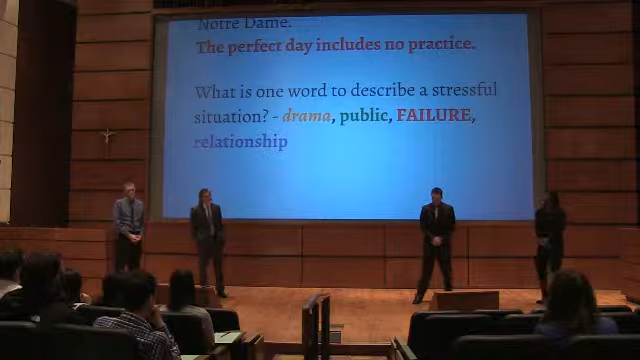 Notre Dame.
The perfect day includes no practice.
What is one word to describe a stressful
situation? - drama, public, FAILURE,
relationship